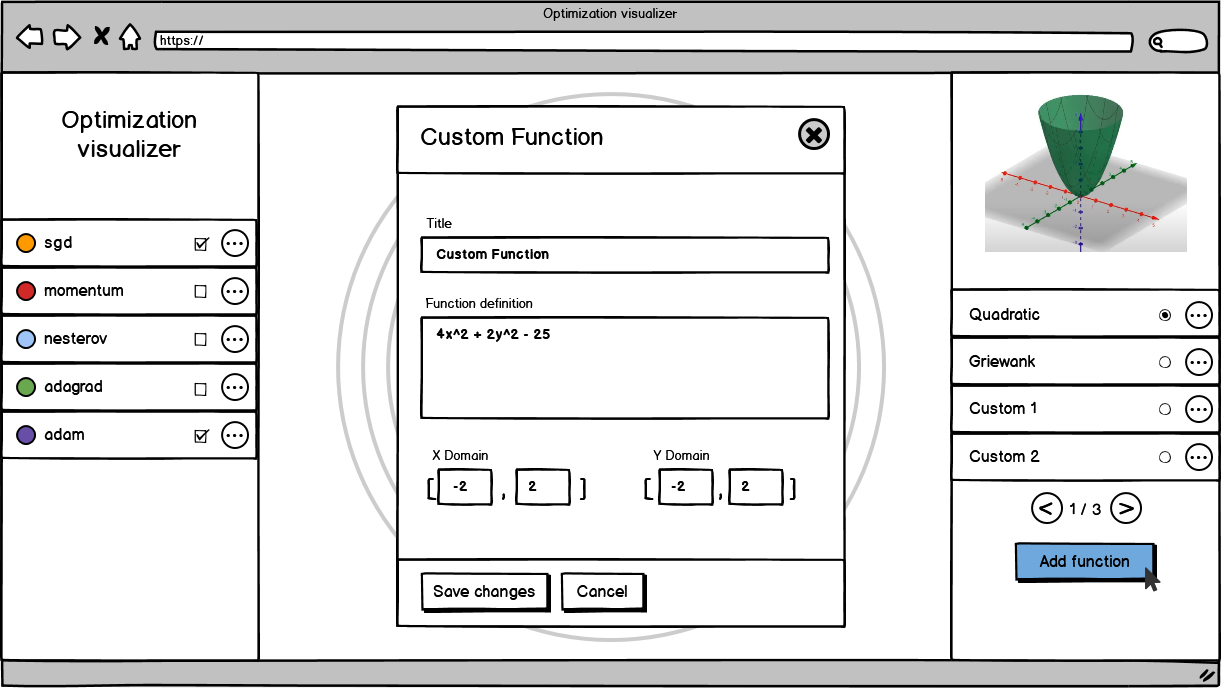 Optimization visualizer
https://
Optimization
visualizer
sgd
momentum
nesterov
adagrad
adam
Custom Function
Title
Custom Function
Function definition
4x^2 + 2y^2 - 25
X Domain
Y Domain
[ -2 , 2 ]
[ -2 , 2 ]
Save changes
Cancel
Quadratic
Griewank
Custom 1
Custom 2
< 1 / 3 >
Add function